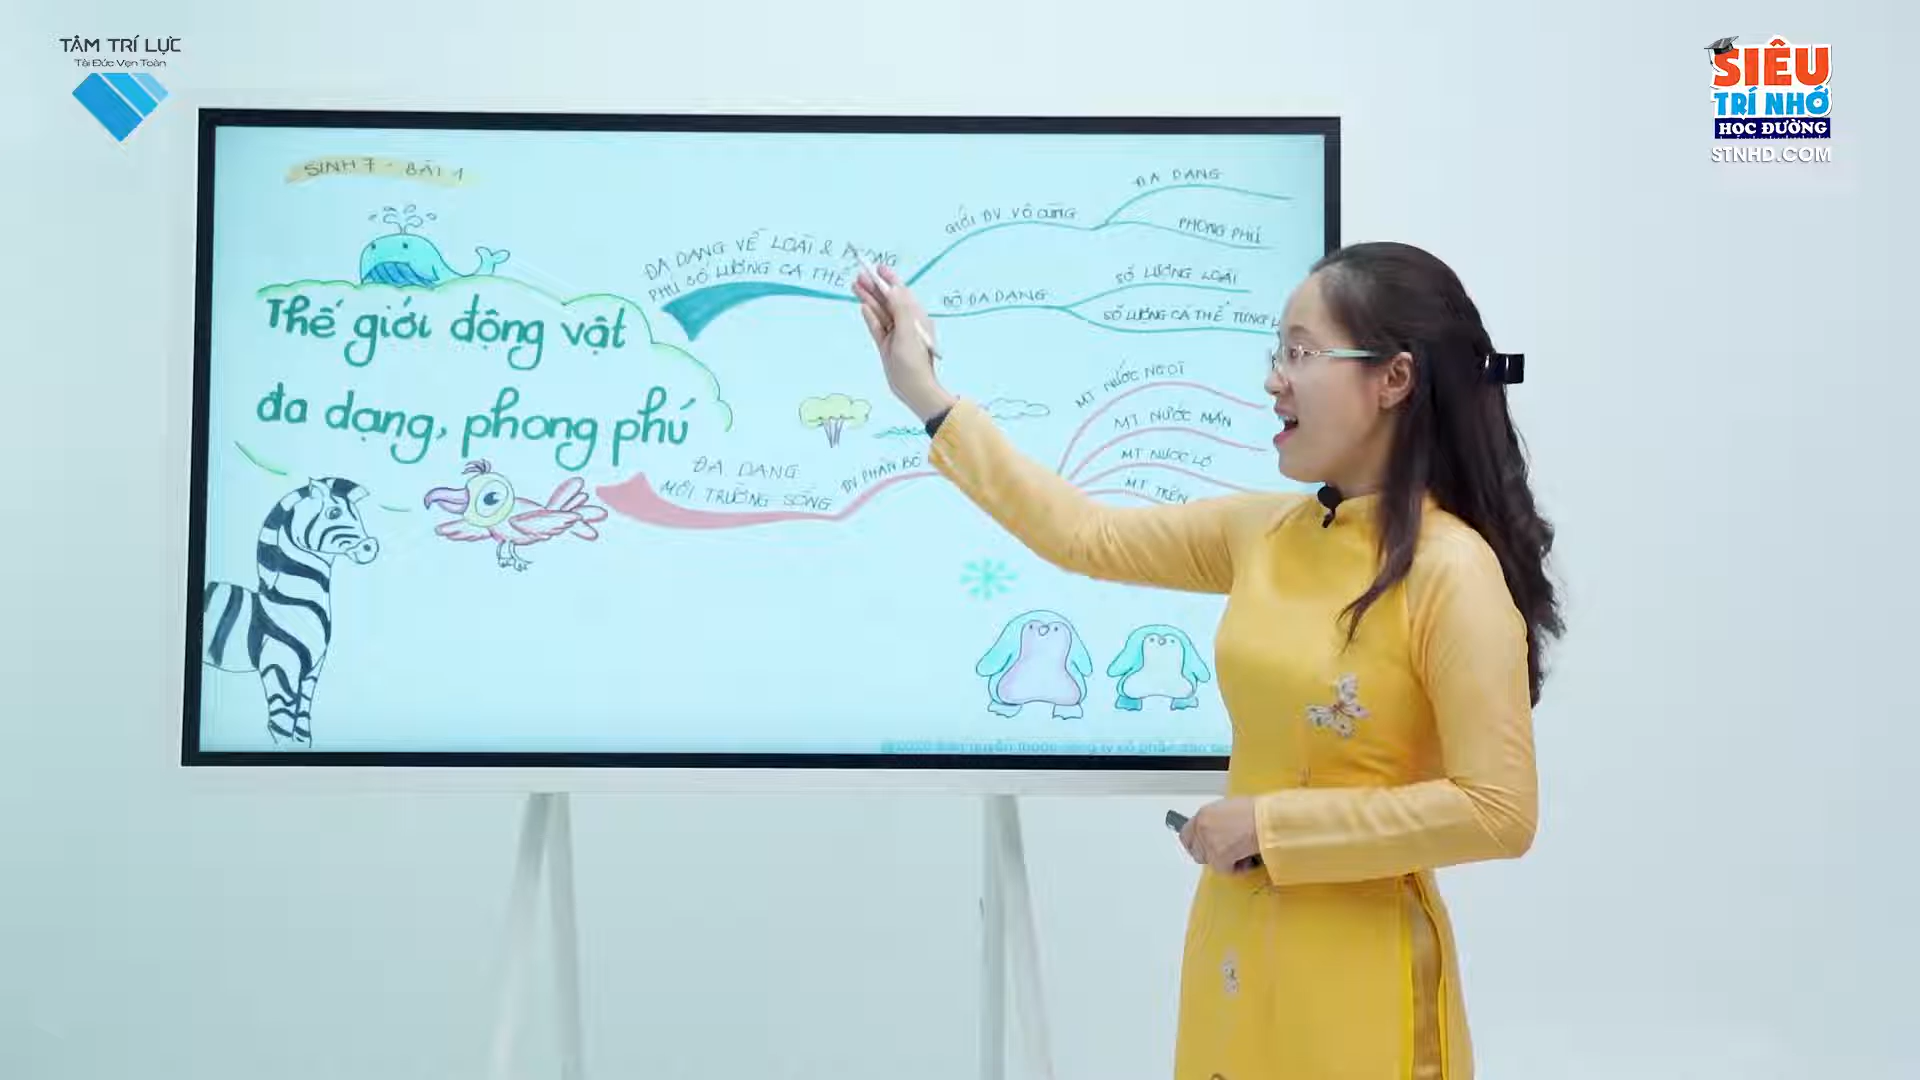 TÂM TRÍ LỰC
Tài Đức Vẹn Toàn
SIÊU
TRÍ NHỚ
HỌC ĐƯỜNG
STNHD.COM
SINH 7 - BÀI 1
Thế giới động vật
đa dạng, phong phú
ĐA DẠNG VỀ LOÀI & PHONG
PHÚ SỐ LƯỢNG CÁ THỂ
GIỚI ĐV VÔ CÙNG
ĐA DẠNG
PHONG PHÚ
ĐỘ ĐA DẠNG
SỐ LƯỢNG LOÀI
SỐ LƯỢNG CÁ THỂ TỪNG
ĐA DẠNG
MÔI TRƯỜNG SỐNG
ĐV PHÂN BỐ
MT NƯỚC NGỌT
MT NƯỚC MẶN
MT NƯỚC LỢ
MT TRÊN